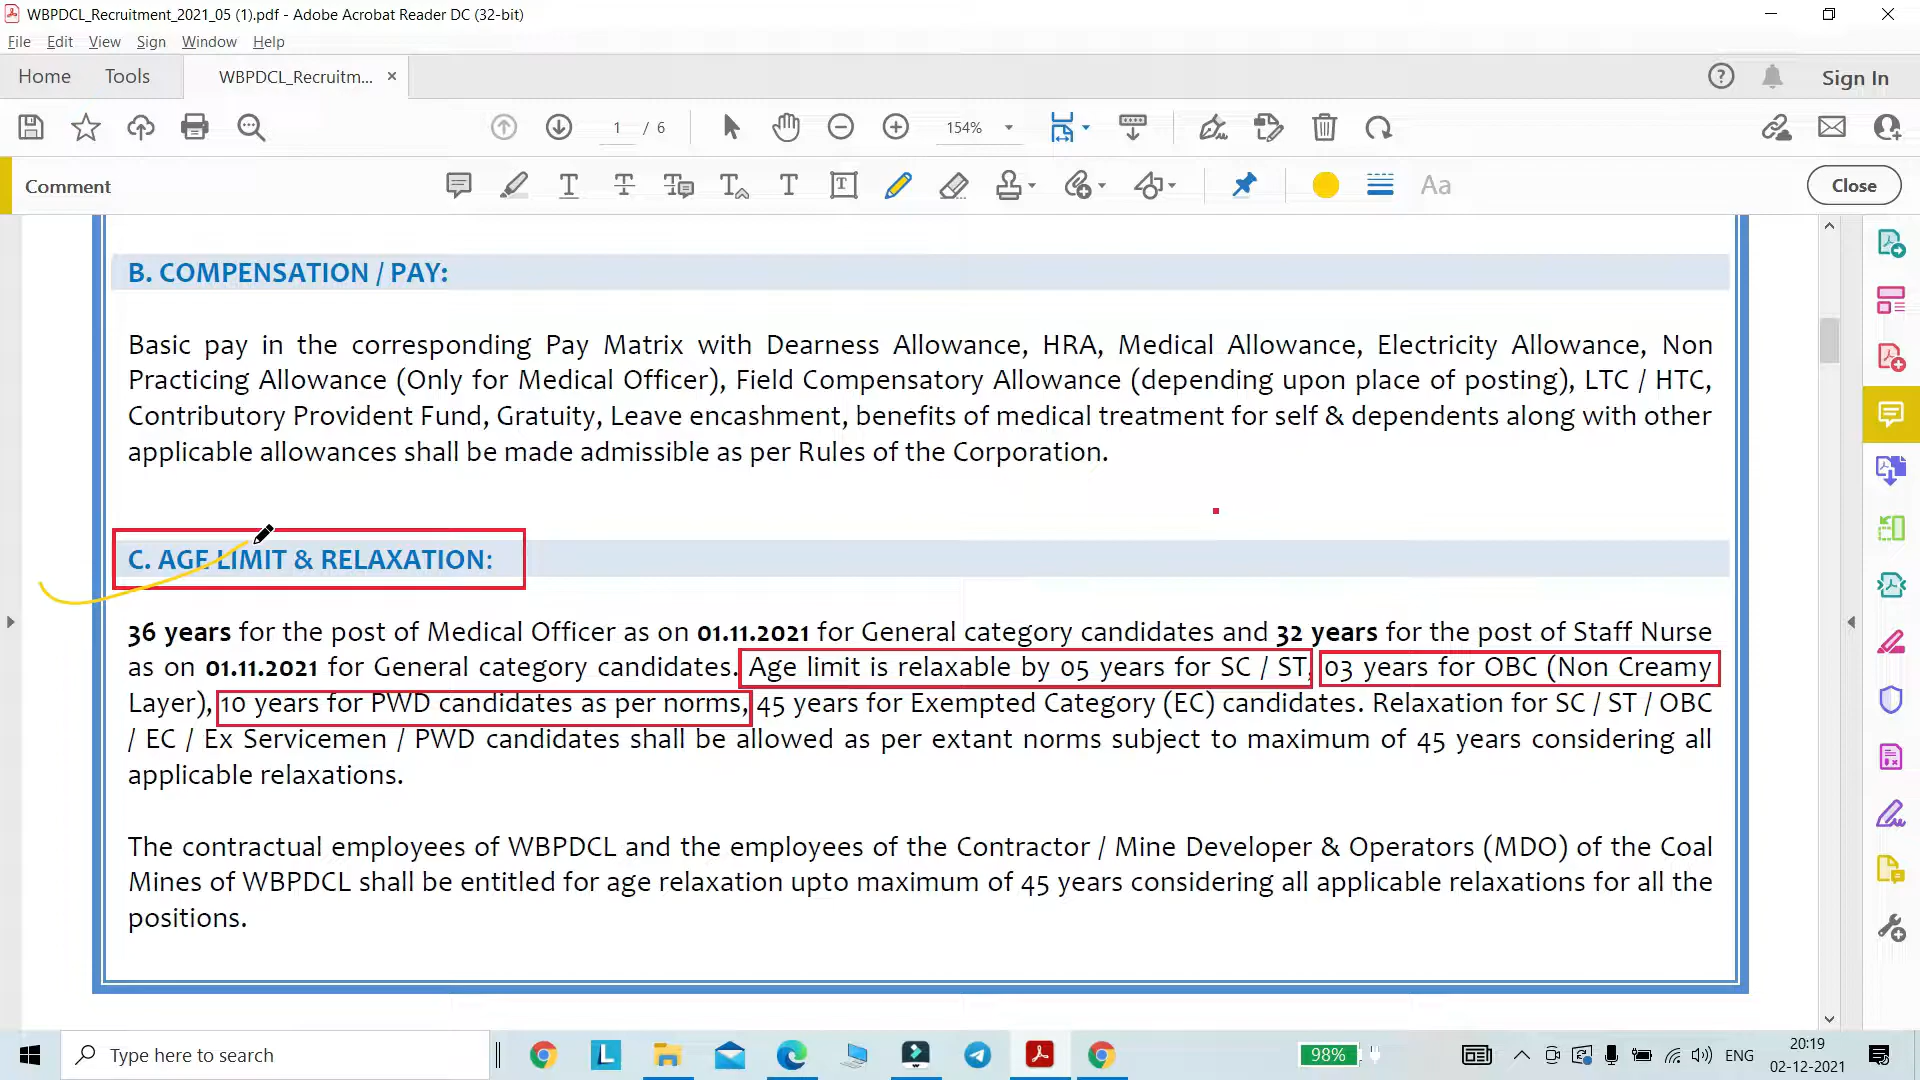 WBPDCL_Recruitment_2021_05 (1).pdf - Adobe Acrobat Reader DC (32-bit)
File Edit View Sign Window Help
Home Tools WBPDCL_Recruitm... × Sign In
1 / 6 154%
Comment Aa Close
B. COMPENSATION / PAY:
Basic pay in the corresponding Pay Matrix with Dearness Allowance, HRA, Medical Allowance, Electricity Allowance, Non
Practicing Allowance (Only for Medical Officer), Field Compensatory Allowance (depending upon place of posting), LTC / HTC,
Contributory Provident Fund, Gratuity, Leave encashment, benefits of medical treatment for self & dependents along with other
applicable allowances shall be made admissible as per Rules of the Corporation.
C. AGE LIMIT & RELAXATION:
36 years for the post of Medical Officer as on 01.11.2021 for General category candidates and 32 years for the post of Staff Nurse
as on 01.11.2021 for General category candidates. Age limit is relaxable by 05 years for SC / ST, 03 years for OBC (Non Creamy
Layer), 10 years for PWD candidates as per norms, 45 years for Exempted Category (EC) candidates. Relaxation for SC / ST / OBC
/ EC / Ex Servicemen / PWD candidates shall be allowed as per extant norms subject to maximum of 45 years considering all
applicable relaxations.
The contractual employees of WBPDCL and the employees of the Contractor / Mine Developer & Operators (MDO) of the Coal
Mines of WBPDCL shall be entitled for age relaxation upto maximum of 45 years considering all applicable relaxations for all the
positions.
Type here to search 98% ENG 20:19
02-12-2021